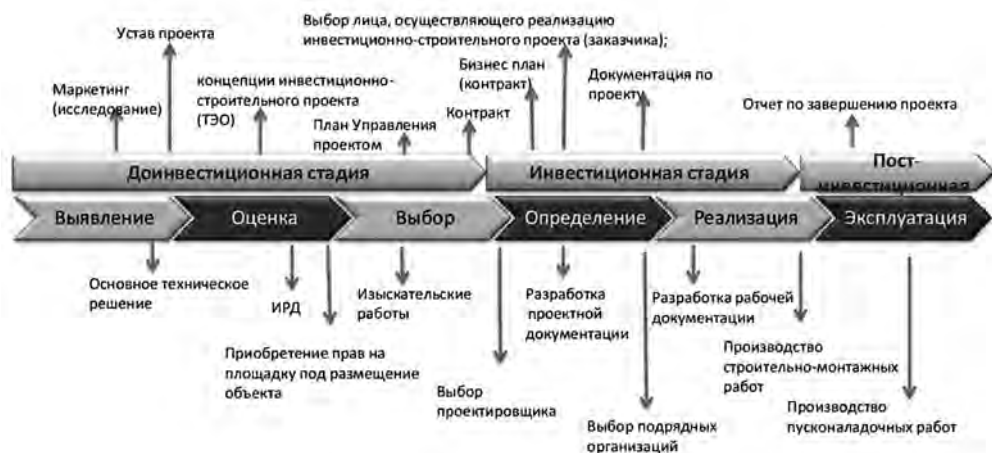 Выбор лица, осуществляющего реализацию
инвестиционно-строительного проекта (заказчика);
Устав проекта
Бизнес план
(контракт)
Документация по
проекту
Маркетинг
(исследование)
концепции инвестиционно-
строительного проекта
(ТЭО)
План Управления
проектом
Контракт
Отчет по завершению проекта
Доинвестиционная стадия
Инвестиционная стадия
Пост-
инвестиционная
Выявление
Оценка
Выбор
Определение
Реализация
Эксплуатация
Основное техническое
решение
ИРД
Изыскательские
работы
Разработка
проектной
документации
Разработка рабочей
документации
Приобретение прав на
площадку под размещение
объекта
Выбор
проектировщика
Выбор подрядных
организаций
Производство
строительно-монтажных
работ
Производство
пусконаладочных работ